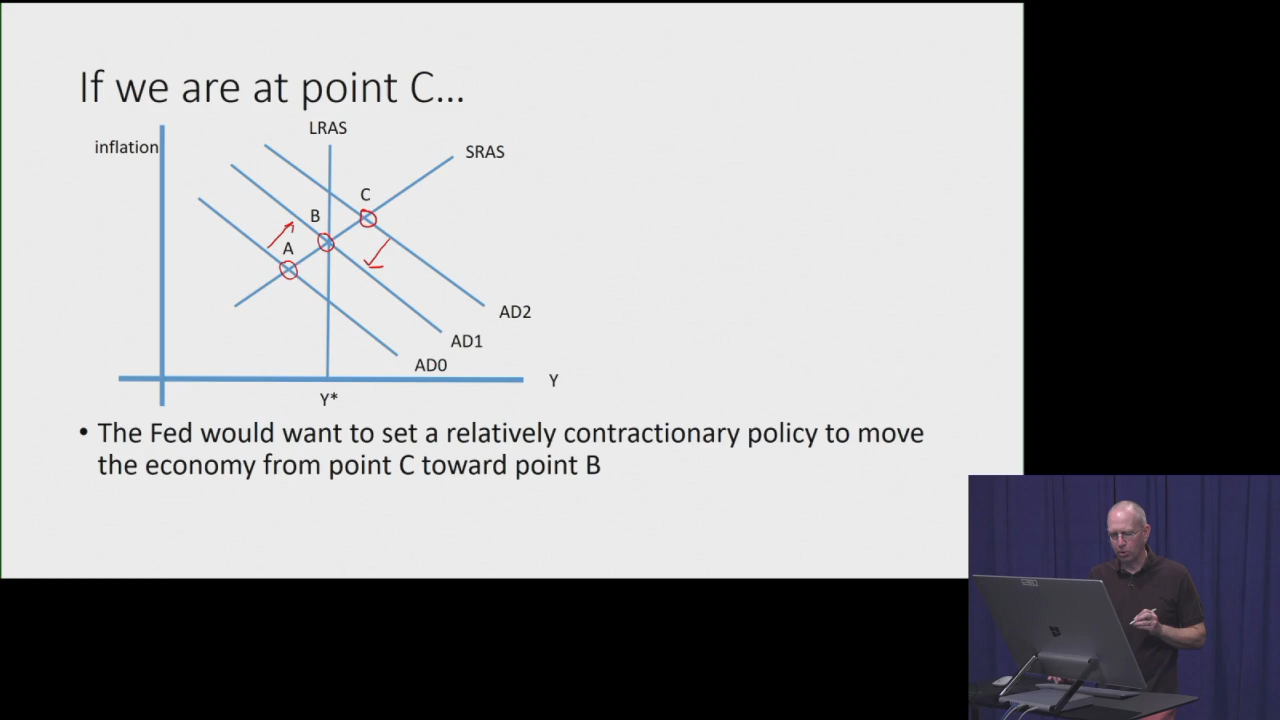 If we are at point C...
LRAS
inflation
SRAS
C
B
A
AD2
AD1
AD0
Y
Y*
• The Fed would want to set a relatively contractionary policy to move
the economy from point C toward point B